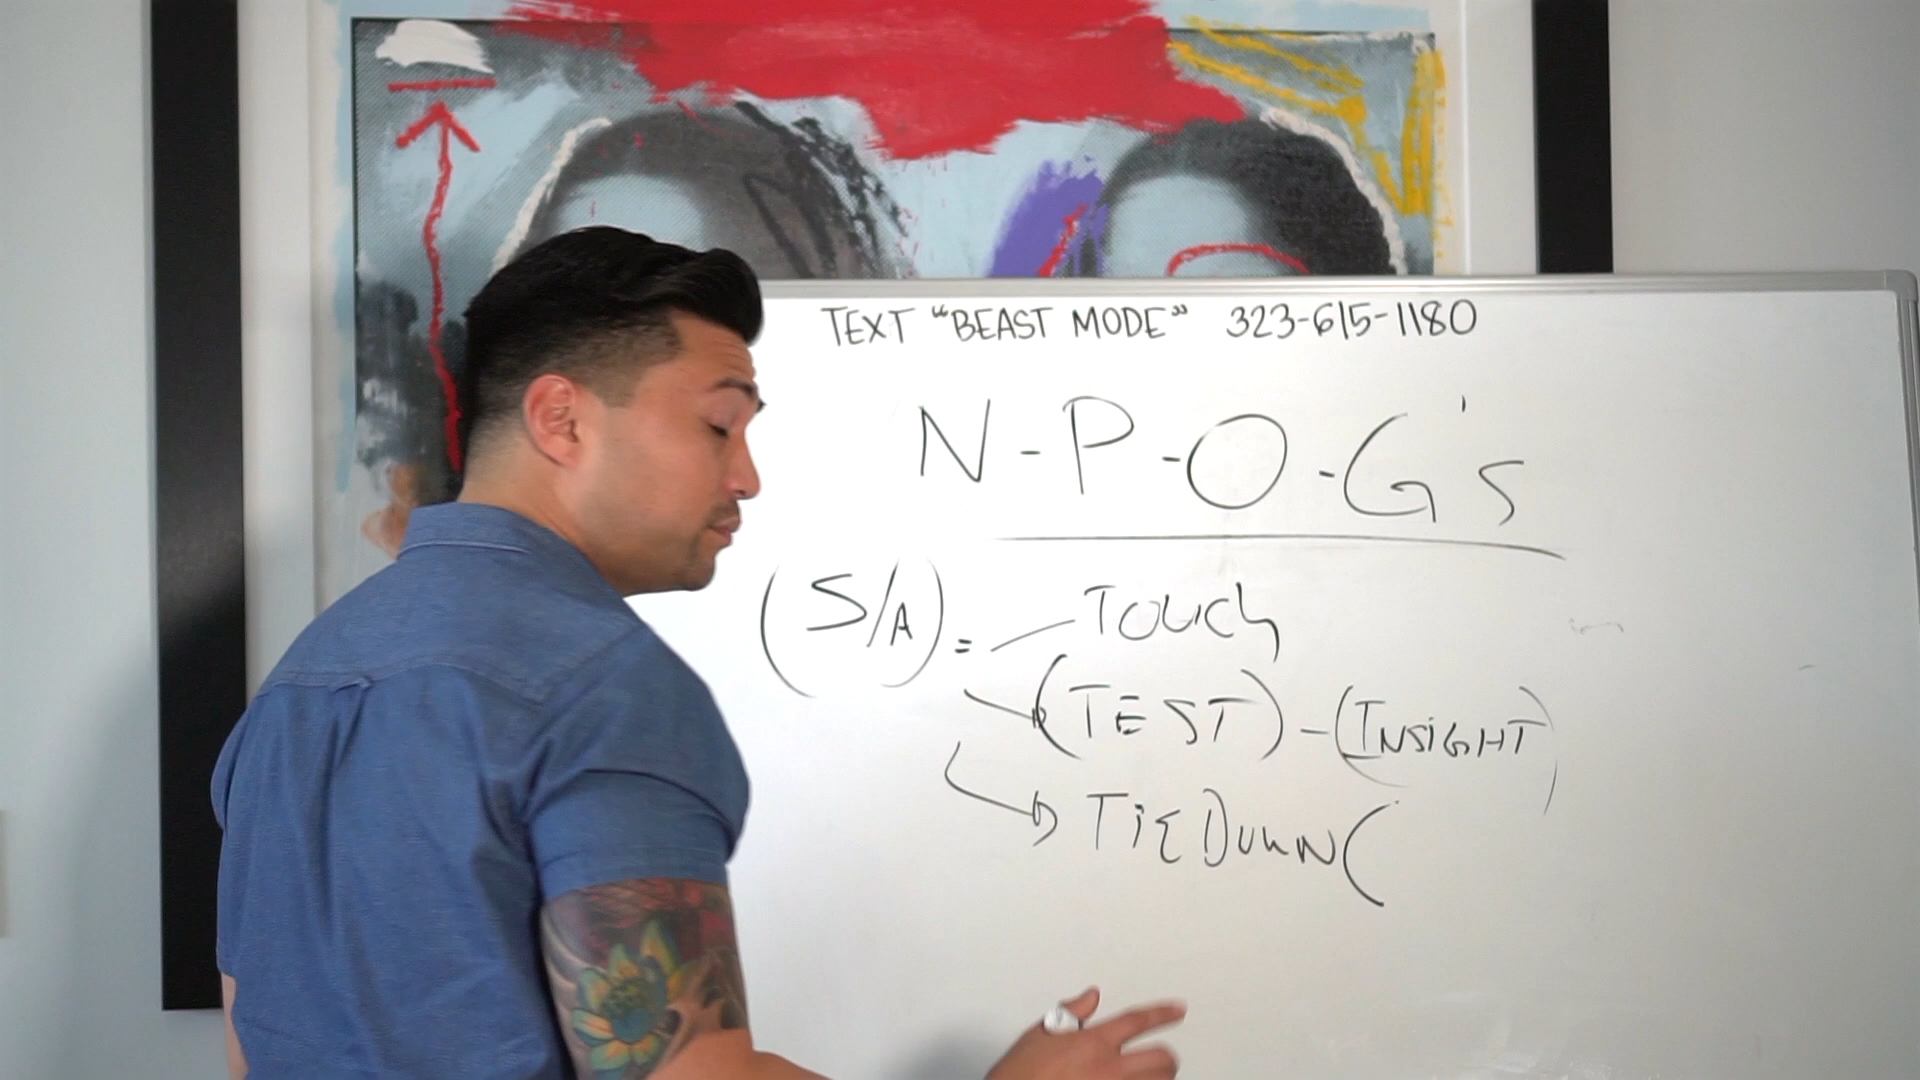 TEXT “BEAST MODE” 323-615-1180
N-P-O-G's
(S/A) = Touch
(TEST) - (INSIGHT)
TiEDOWN(